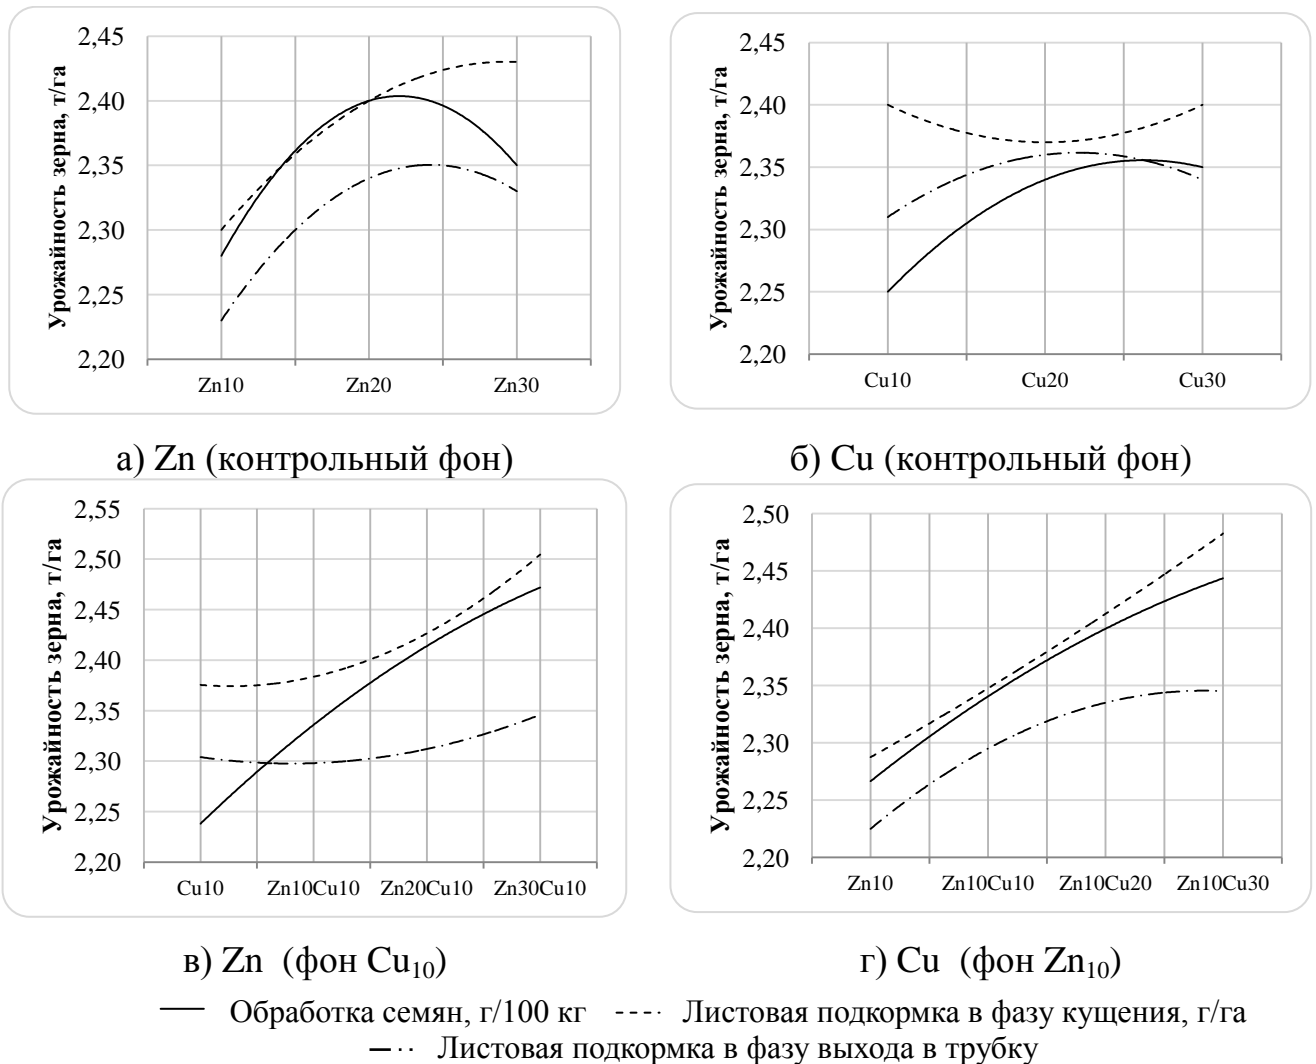 Урожайность зерна, т/га
2,45
2,40
2,35
2,30
2,25
2,20
Zn10 Zn20 Zn30
а) Zn (контрольный фон)
Урожайность зерна, т/га
2,45
2,40
2,35
2,30
2,25
2,20
Cu10 Cu20 Cu30
б) Cu (контрольный фон)
Урожайность зерна, т/га
2,55
2,50
2,45
2,40
2,35
2,30
2,25
2,20
Cu10 Zn10Cu10 Zn20Cu10 Zn30Cu10
в) Zn (фон Cu10)
Урожайность зерна, т/га
2,50
2,45
2,40
2,35
2,30
2,25
2,20
Zn10 Zn10Cu10 Zn10Cu20 Zn10Cu30
г) Cu (фон Zn10)
Обработка семян, г/100 кг Листовая подкормка в фазу кущения, г/га
Листовая подкормка в фазу выхода в трубку